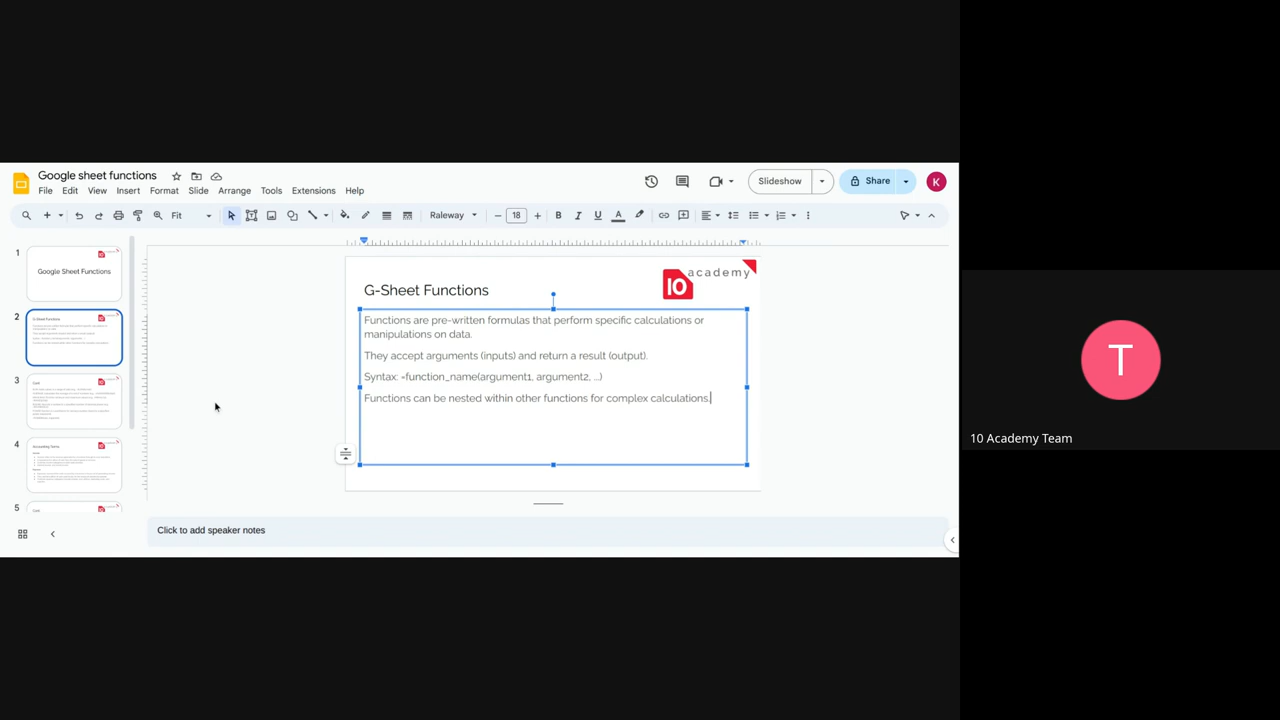 Google sheet functions
File Edit View Insert Format Slide Arrange Tools Extensions Help
Slideshow
Share
K
Fit
Raleway
18
B I U A
1
Google Sheet Functions
2
3
4
5
10 academy
G-Sheet Functions
Functions are pre-written formulas that perform specific calculations or
manipulations on data.
They accept arguments (inputs) and return a result (output).
Syntax: =function_name(argument1, argument2, ...)
Functions can be nested within other functions for complex calculations.
Click to add speaker notes
T
10 Academy Team